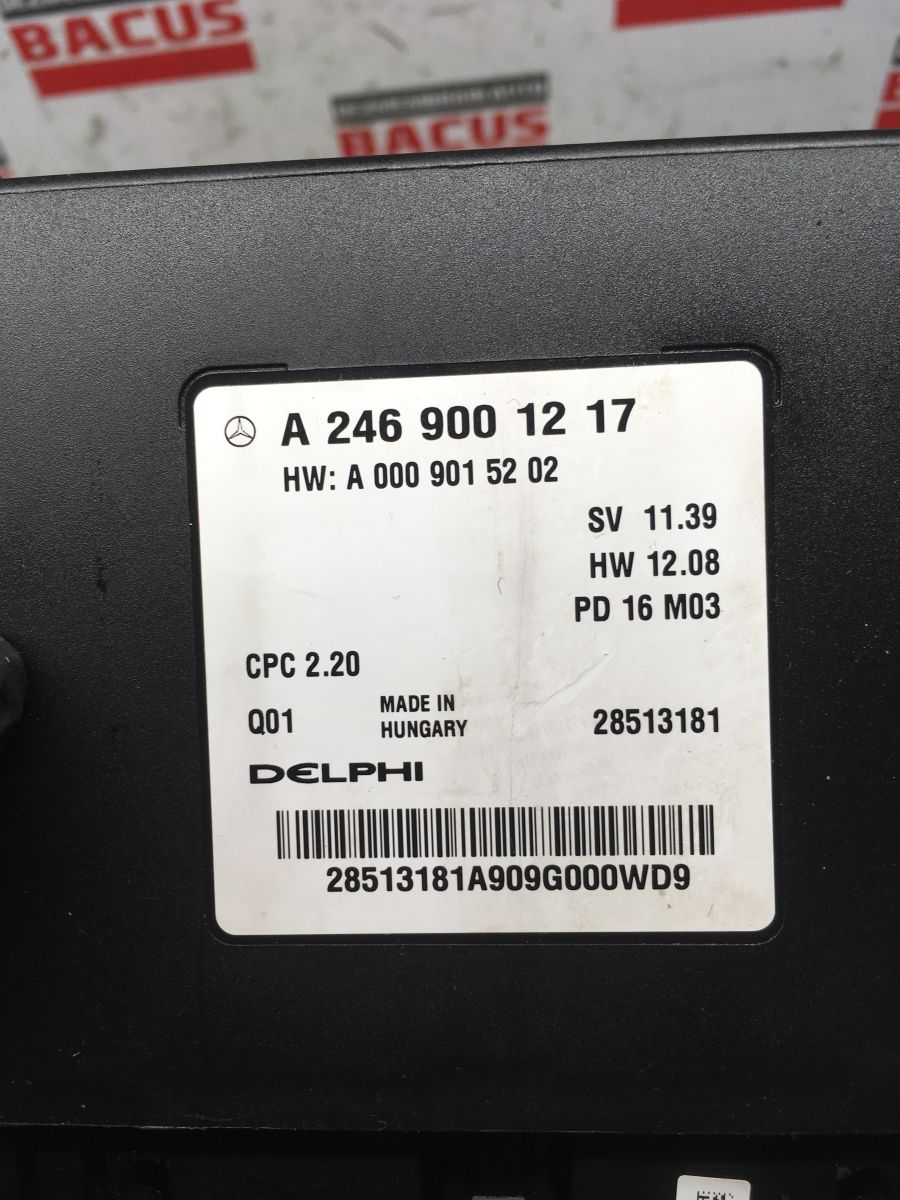 BACUS
BACUS
A 246 900 12 17
HW: A 000 901 52 02
SV 11.39
HW 12.08
PD 16 M03
CPC 2.20
Q01
MADE IN
HUNGARY
28513181
DELPHI
28513181A909G000WD9